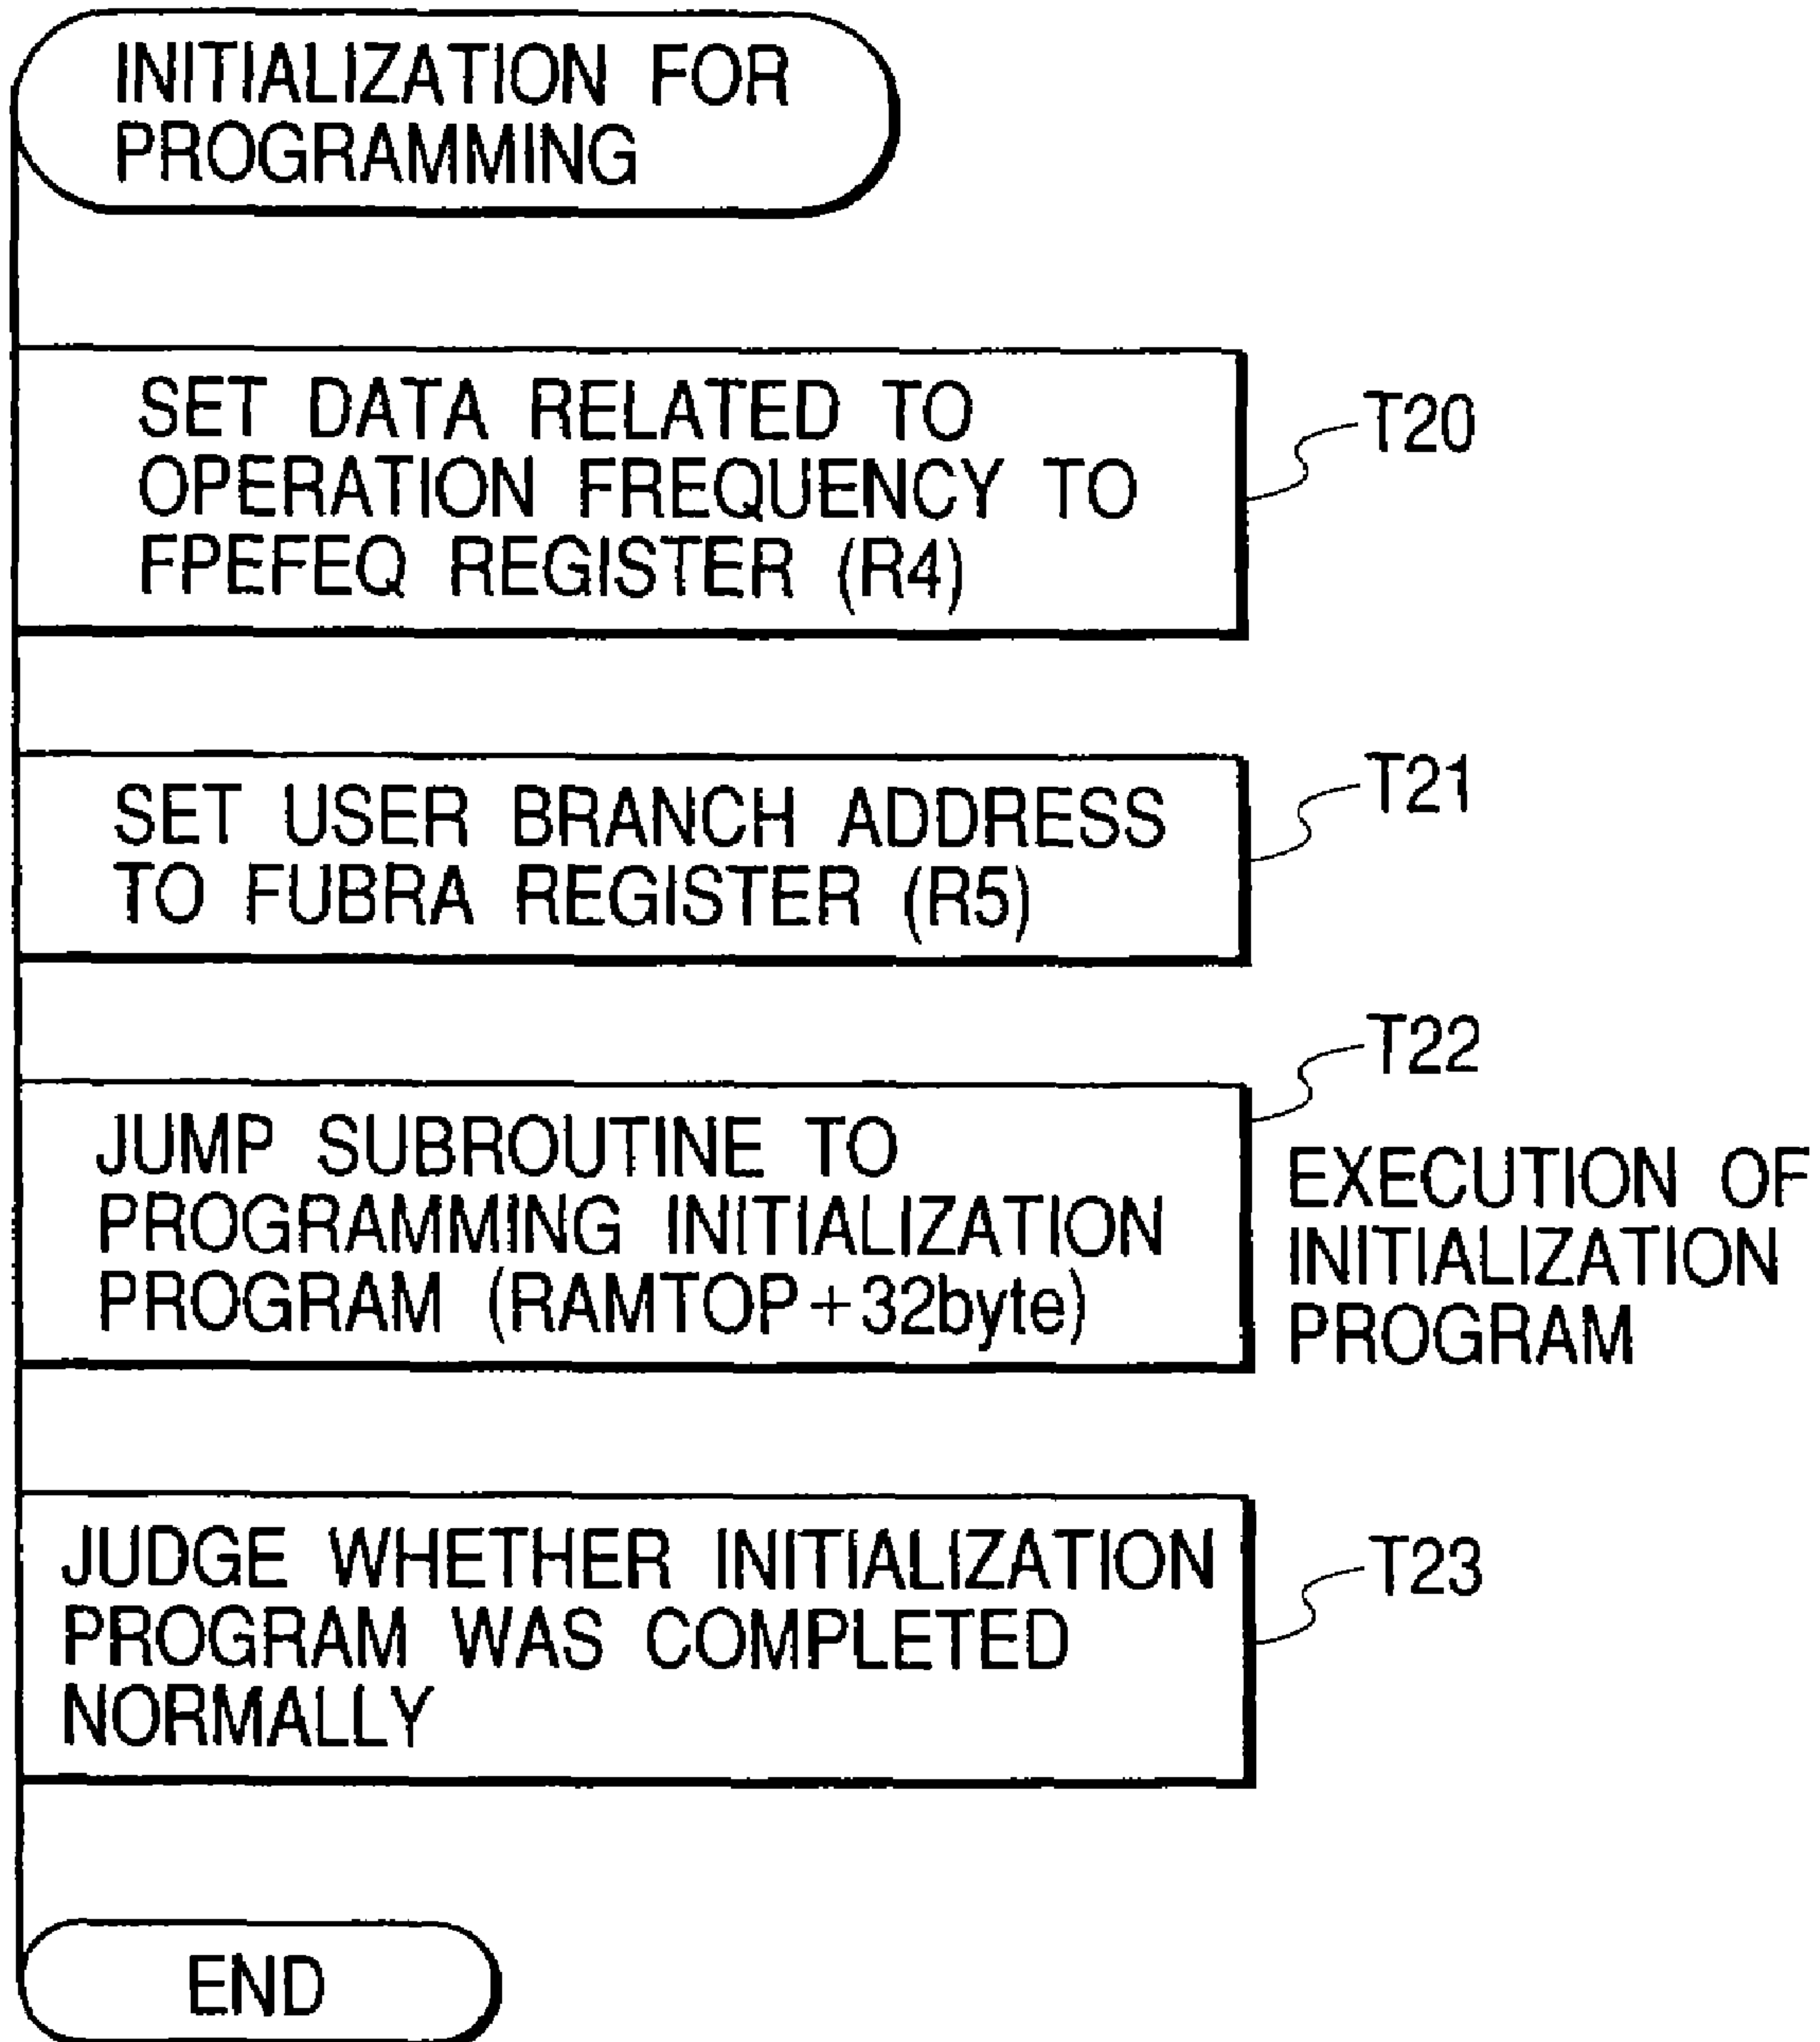 INITIALIZATION FOR
PROGRAMMING
SET DATA RELATED TO
OPERATION FREQUENCY TO
FPEFEQ REGISTER (R4)
T20
SET USER BRANCH ADDRESS
TO FUBRA REGISTER (R5)
T21
JUMP SUBROUTINE TO
PROGRAMMING INITIALIZATION
PROGRAM (RAMTOP+32byte)
T22
EXECUTION OF
INITIALIZATION
PROGRAM
JUDGE WHETHER INITIALIZATION
PROGRAM WAS COMPLETED
NORMALLY
T23
END